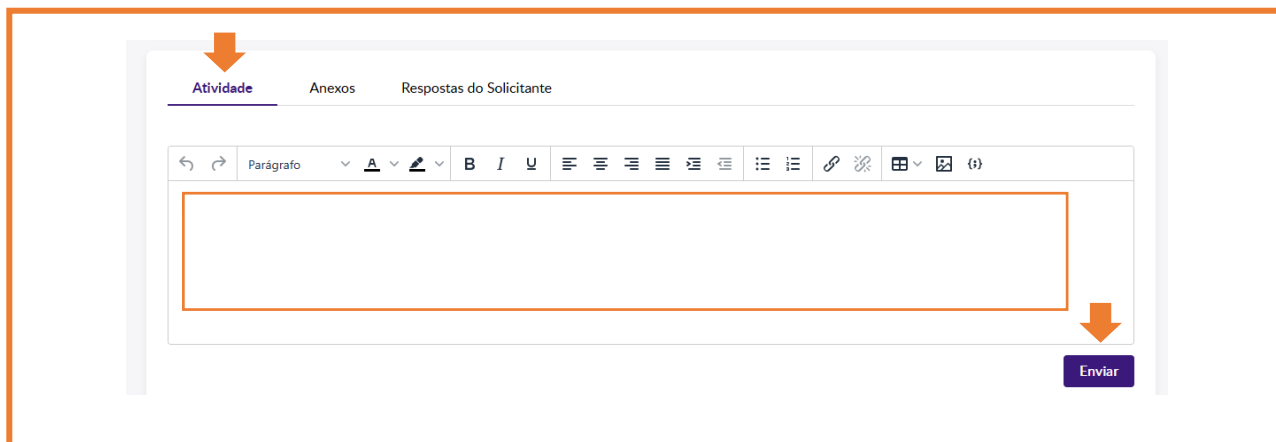 Atividade Anexos Respostas do Solicitante
Parágrafo A B I U
Enviar